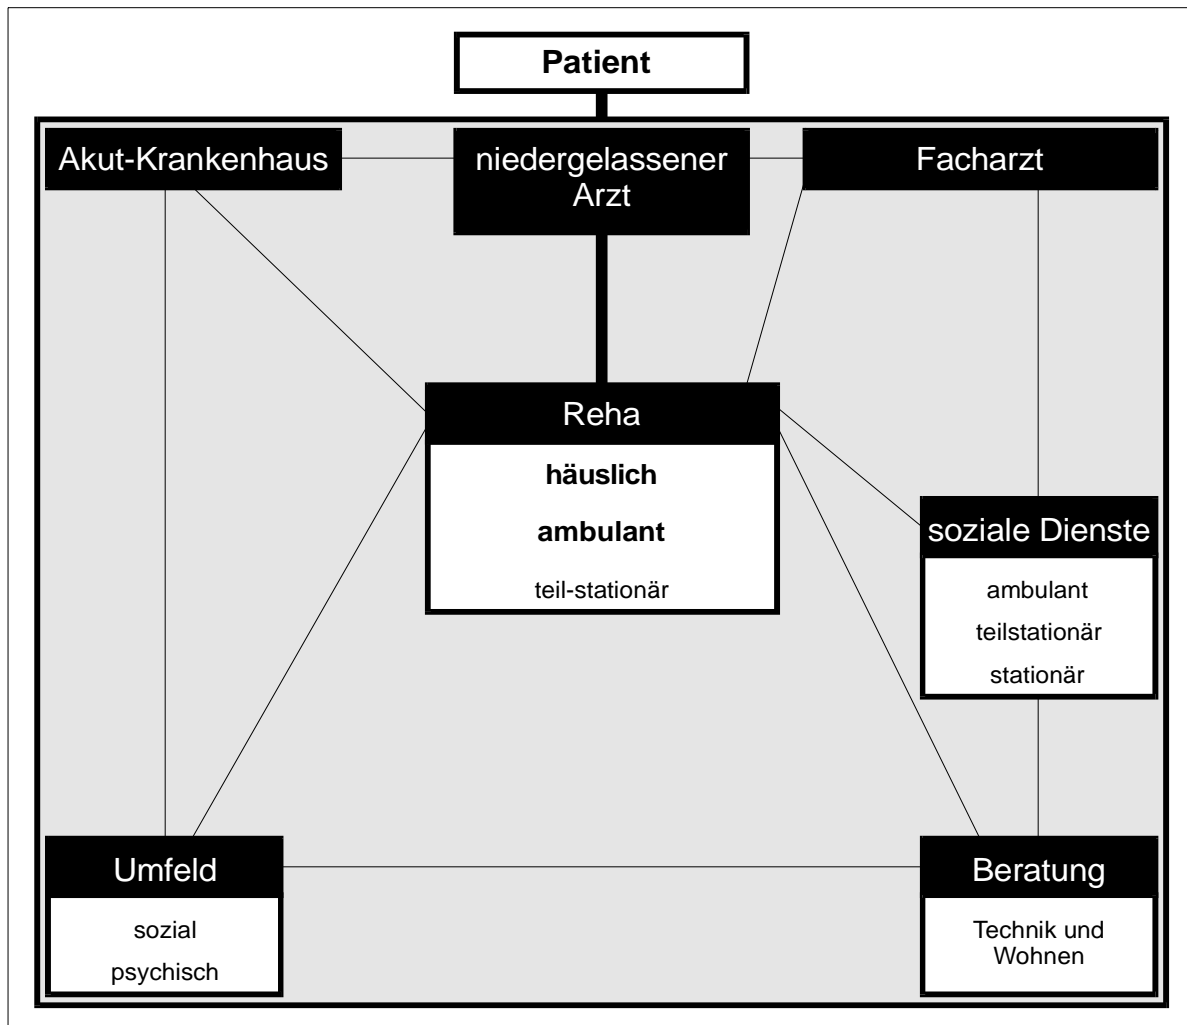 Patient
Akut-Krankenhaus
niedergelassener
Arzt
Facharzt
Reha
häuslich
ambulant
teil-stationär
soziale Dienste
ambulant
teilstationär
stationär
Umfeld
sozial
psychisch
Beratung
Technik und
Wohnen